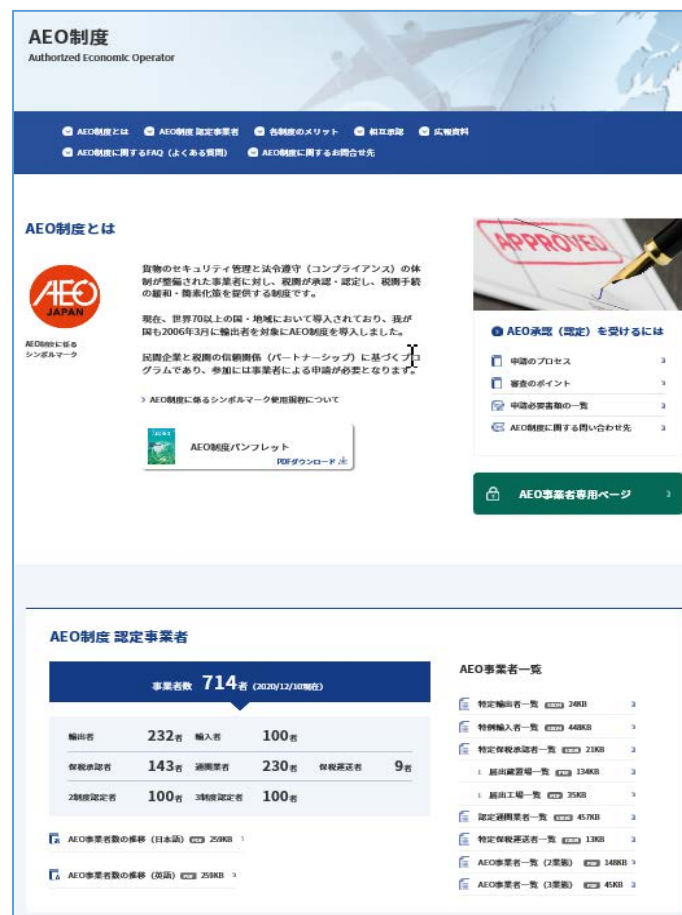 AEO制度
Authorized Economic Operator
AEO制度とは
AEO制度 認定事業者
各制度のメリット
相互承認
広報資料
AEO制度に関するFAQ（よくある質問）
AEO制度に関するお問合せ先
AEO制度とは
AEO
JAPAN
AEO制度に係る
シンボルマーク
貨物のセキュリティ管理と法令遵守（コンプライアンス）の体
制が整備された事業者に対し、税関が承認・認定し、税関手続
の緩和・簡素化策を提供する制度です。
現在、世界70以上の国・地域において導入されており、我が
国も2006年3月に輸出者を対象にAEO制度を導入しました。
民間企業と税関の信頼関係（パートナーシップ）に基づくプロ
グラムであり、参加には事業者による申請が必要となります。
AEO制度に係るシンボルマーク使用規程について
AEO制度パンフレット
PDFダウンロード
APPROVED
AEO承認（認定）を受けるには
申請のプロセス
審査のポイント
申請必要書類の一覧
AEO制度に関する問い合わせ先
AEO事業者専用ページ
AEO制度 認定事業者
事業者数 714者 (2020/12/10現在)
輸出者 232者 輸入者 100者
保税承認者 143者 通関業者 230者 保税運送者 9者
2制度認定者 100者 3制度認定者 100者
AEO事業者数の推移（日本語） PDF 259KB
AEO事業者数の推移（英語） PDF 259KB
AEO事業者一覧
特定輸出者一覧 24KB
特例輸入者一覧 448KB
特定保税承認者一覧 21KB
届出蔵置場一覧 PDF 134KB
届出工場一覧 PDF 35KB
認定通関業者一覧 457KB
特定保税運送者一覧 13KB
AEO事業者一覧（2業態） PDF 148KB
AEO事業者一覧（3業態） PDF 45KB